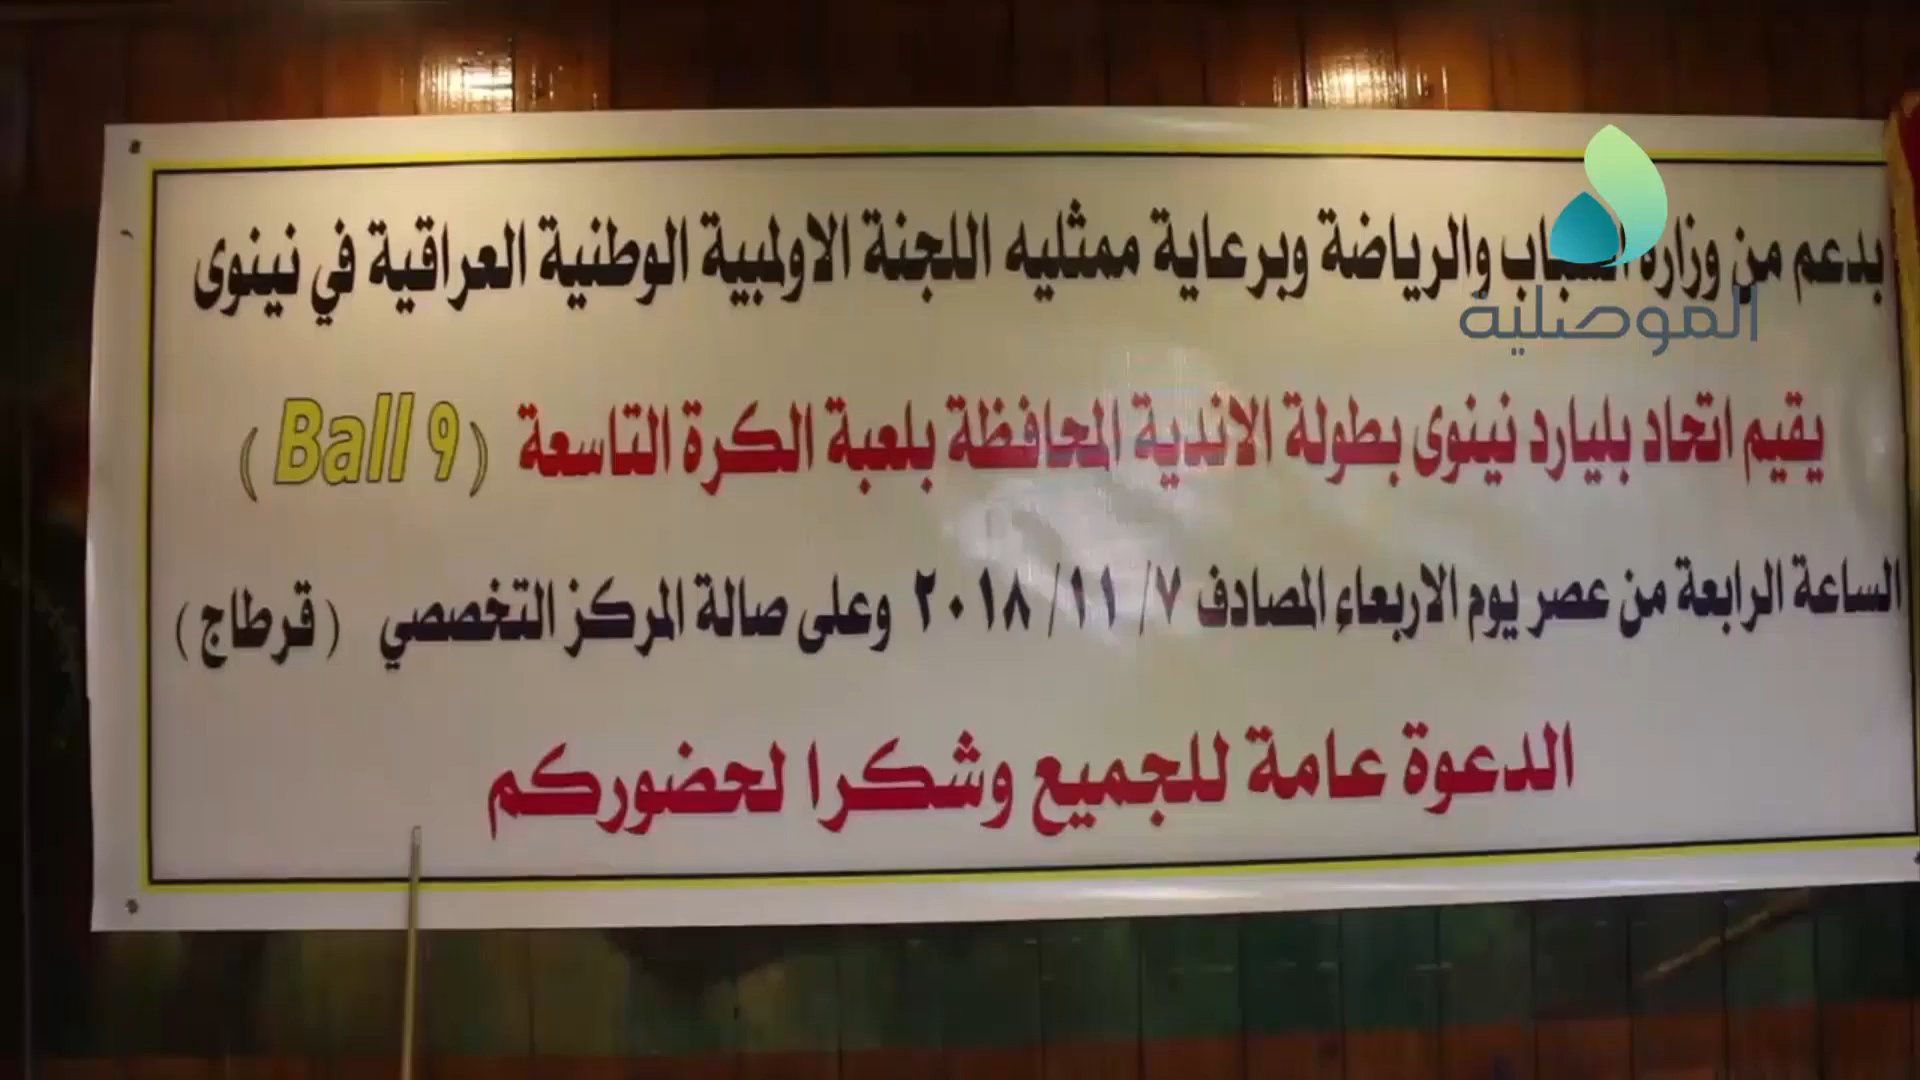 بدعم من وزارة الشباب والرياضة وبرعاية ممثليه اللجنة الاولمبية الوطنية العراقية في نينوى
الموصلية
يقيم اتحاد بليارد نينوى بطولة الاندية المحافظة بلعبة الكرة التاسعة ( Ball ٩ )
الساعة الرابعة من عصر يوم الاربعاء المصادف ٧/ ١١/ ٢٠١٨ وعلى صالة المركز التخصصي ( قرطاج )
الدعوة عامة للجميع وشكرا لحضوركم